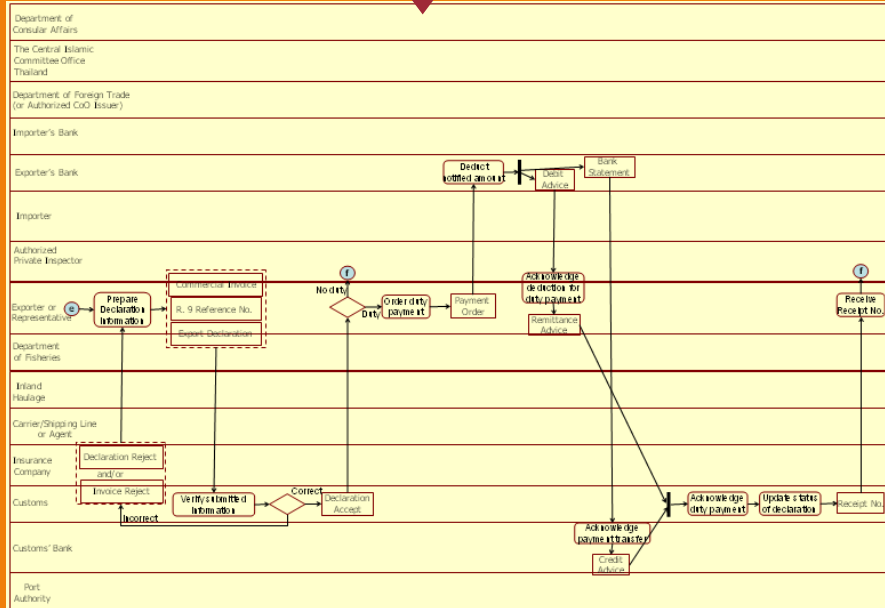 Department of
Consular Affairs
The Central Islamic
Committee Office
Thailand
Department of Foreign Trade
(or Authorized CoO Issuer)
Importer's Bank
Exporter's Bank
Deduct
notified amount
Debit
Advice
Bank
Statement
Importer
Authorized
Private Inspector
Exporter or
Representative
e
Prepare
Declaration
Information
Commercial Invoice
R. 9 Reference No.
Export Declaration
f
No duty
Duty
Order duty
payment
Payment
Order
Acknowledge
deduction for
duty payment
Remittance
Advice
f
Receive
Receipt No.
Department
of Fisheries
Inland
Haulage
Carrier/Shipping Line
or Agent
Insurance
Company
Declaration Reject
and/or
Invoice Reject
Customs
Incorrect
Verify submitted
Information
Correct
Declaration
Accept
Acknowledge
duty payment
Update status
of declaration
Receipt No.
Customs' Bank
Acknowledge
payment transfer
Credit
Advice
Port
Authority